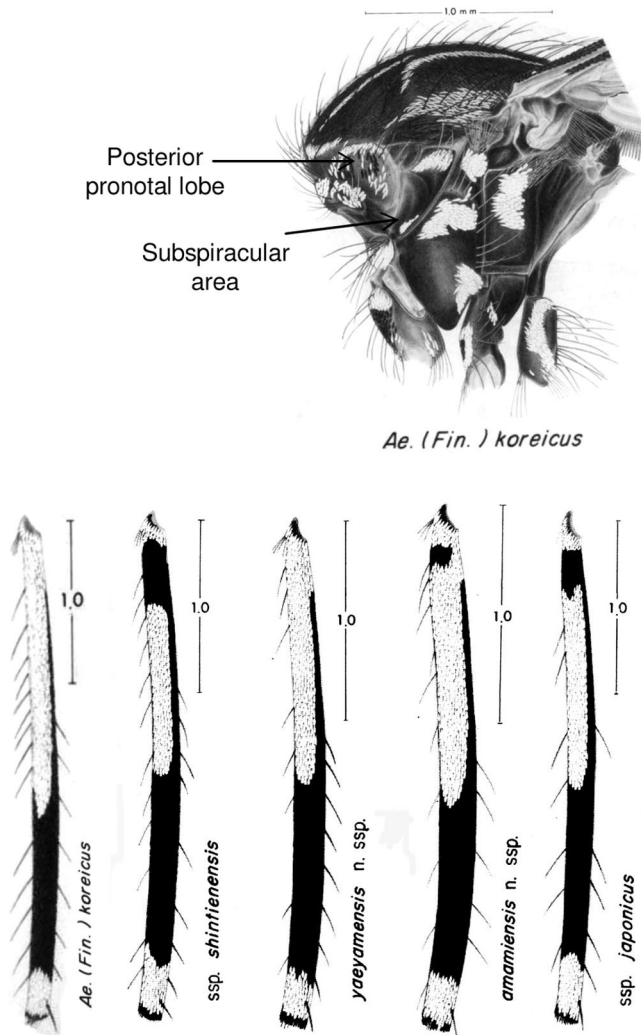 1.0 mm
Posterior
pronotal lobe
Subspiracular
area
Ae. (Fin.) koreicus
1.0
Ae. (Fin.) koreicus
1.0
ssp. shintienensis
1.0
yaeyamensis n. ssp.
1.0
amamiensis n. ssp.
1.0
ssp. japonicus